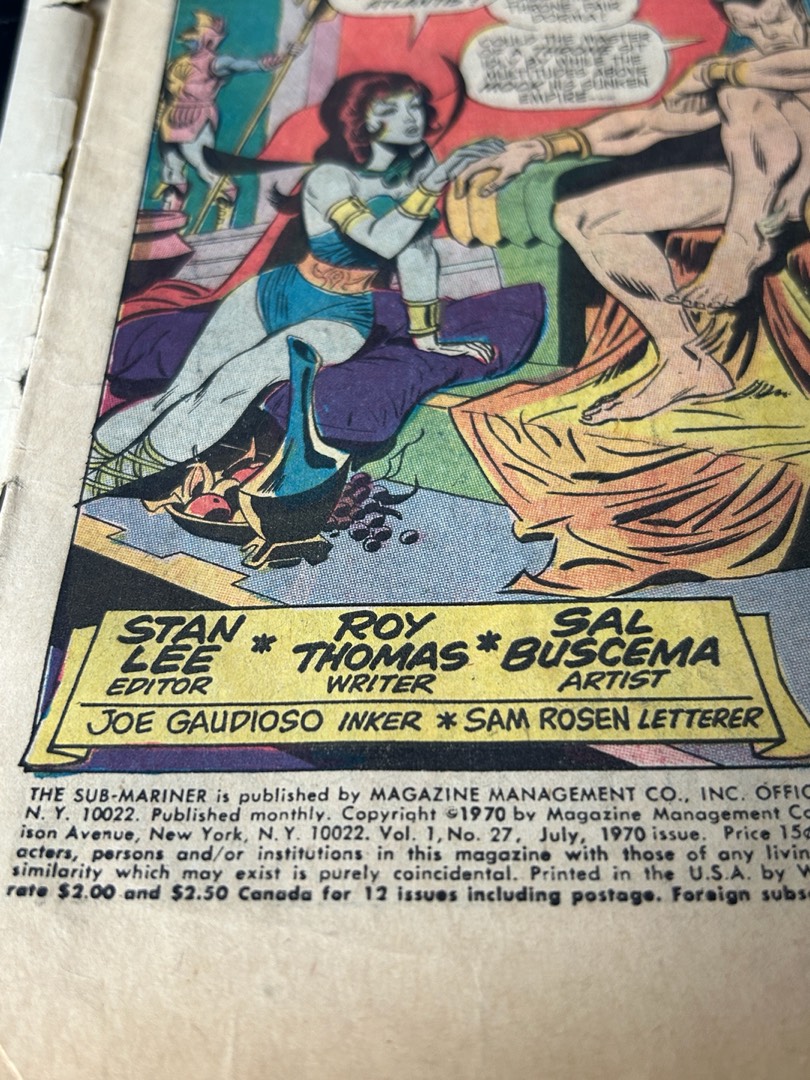 ATLANTIS!
THRONE, FAIR
DORMA!
COULD THE MASTER
OF A THRONE SIT
IDLY BY WHILE THE
MULTITUDES ABOVE
MOCK HIS SUNKEN
EMPIRE
STAN LEE
EDITOR
*
ROY THOMAS
WRITER
*
SAL BUSCEMA
ARTIST
JOE GAUDIOSO INKER * SAM ROSEN LETTERER
THE SUB-MARINER is published by MAGAZINE MANAGEMENT CO., INC. OFFIC
N. Y. 10022. Published monthly. Copyright ©1970 by Magazine Management Co
ison Avenue, New York, N. Y. 10022. Vol. 1, No. 27, July, 1970 issue. Price 15¢
acters, persons and/or institutions in this magazine with those of any livin
similarity which may exist is purely coincidental. Printed in the U.S.A. by W
rate $2.00 and $2.50 Canada for 12 issues including postage. Foreign subs